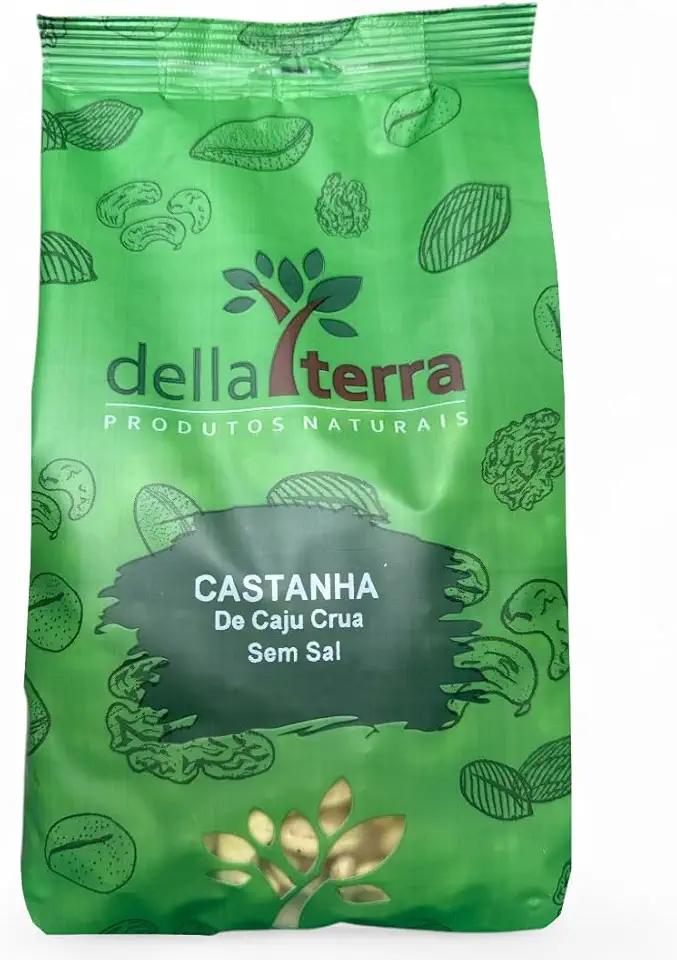 della terra
PRODUTOS NATURAIS
CASTANHA
De Caju Crua
Sem Sal